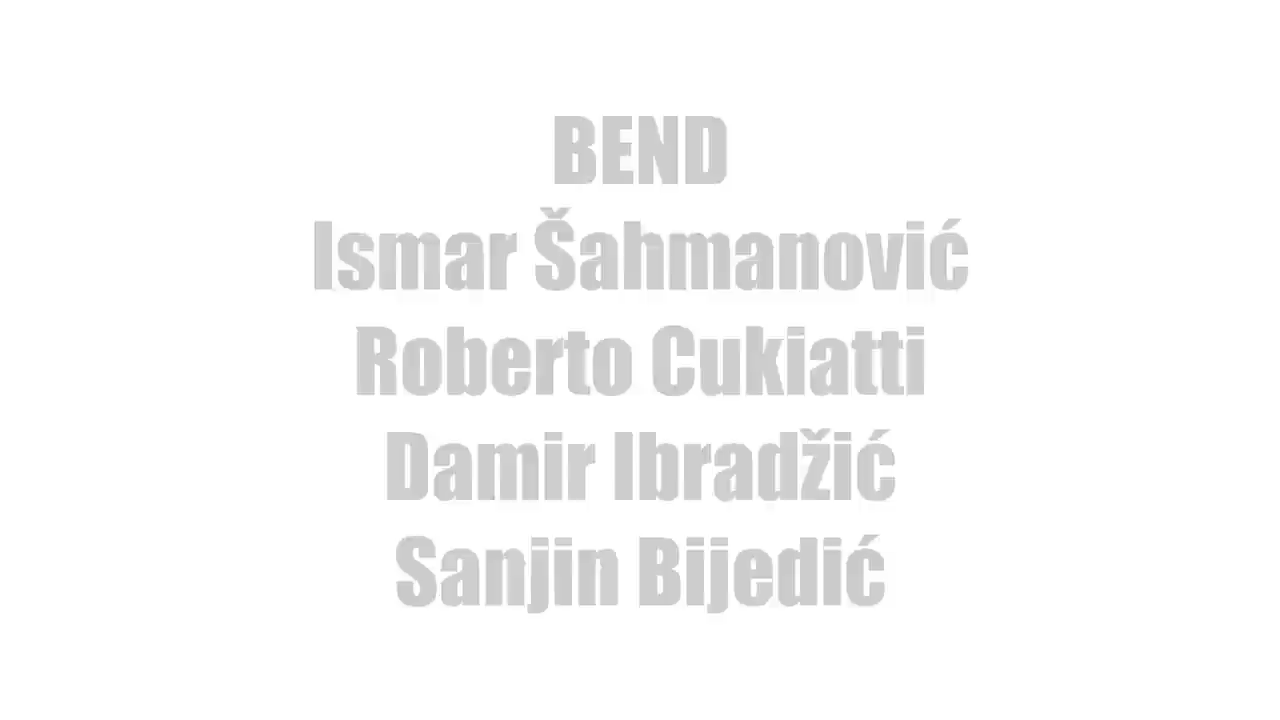 BEND
Ismar Šahmanović
Roberto Cukiatti
Damir Ibradžić
Sanjin Bijedić